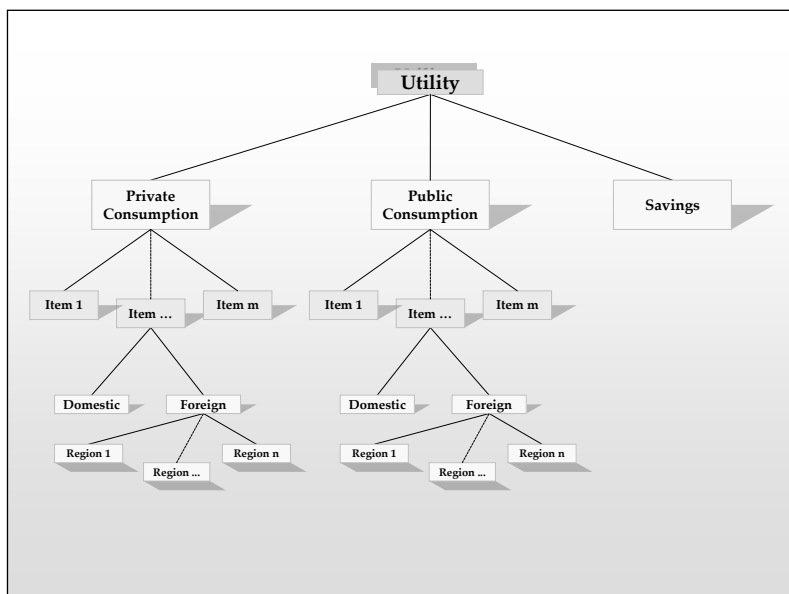 Utility
Private
Consumption
Public
Consumption
Savings
Item 1
Item …
Item m
Item 1
Item …
Item m
Domestic
Foreign
Domestic
Foreign
Region 1
Region ...
Region n
Region 1
Region ...
Region n